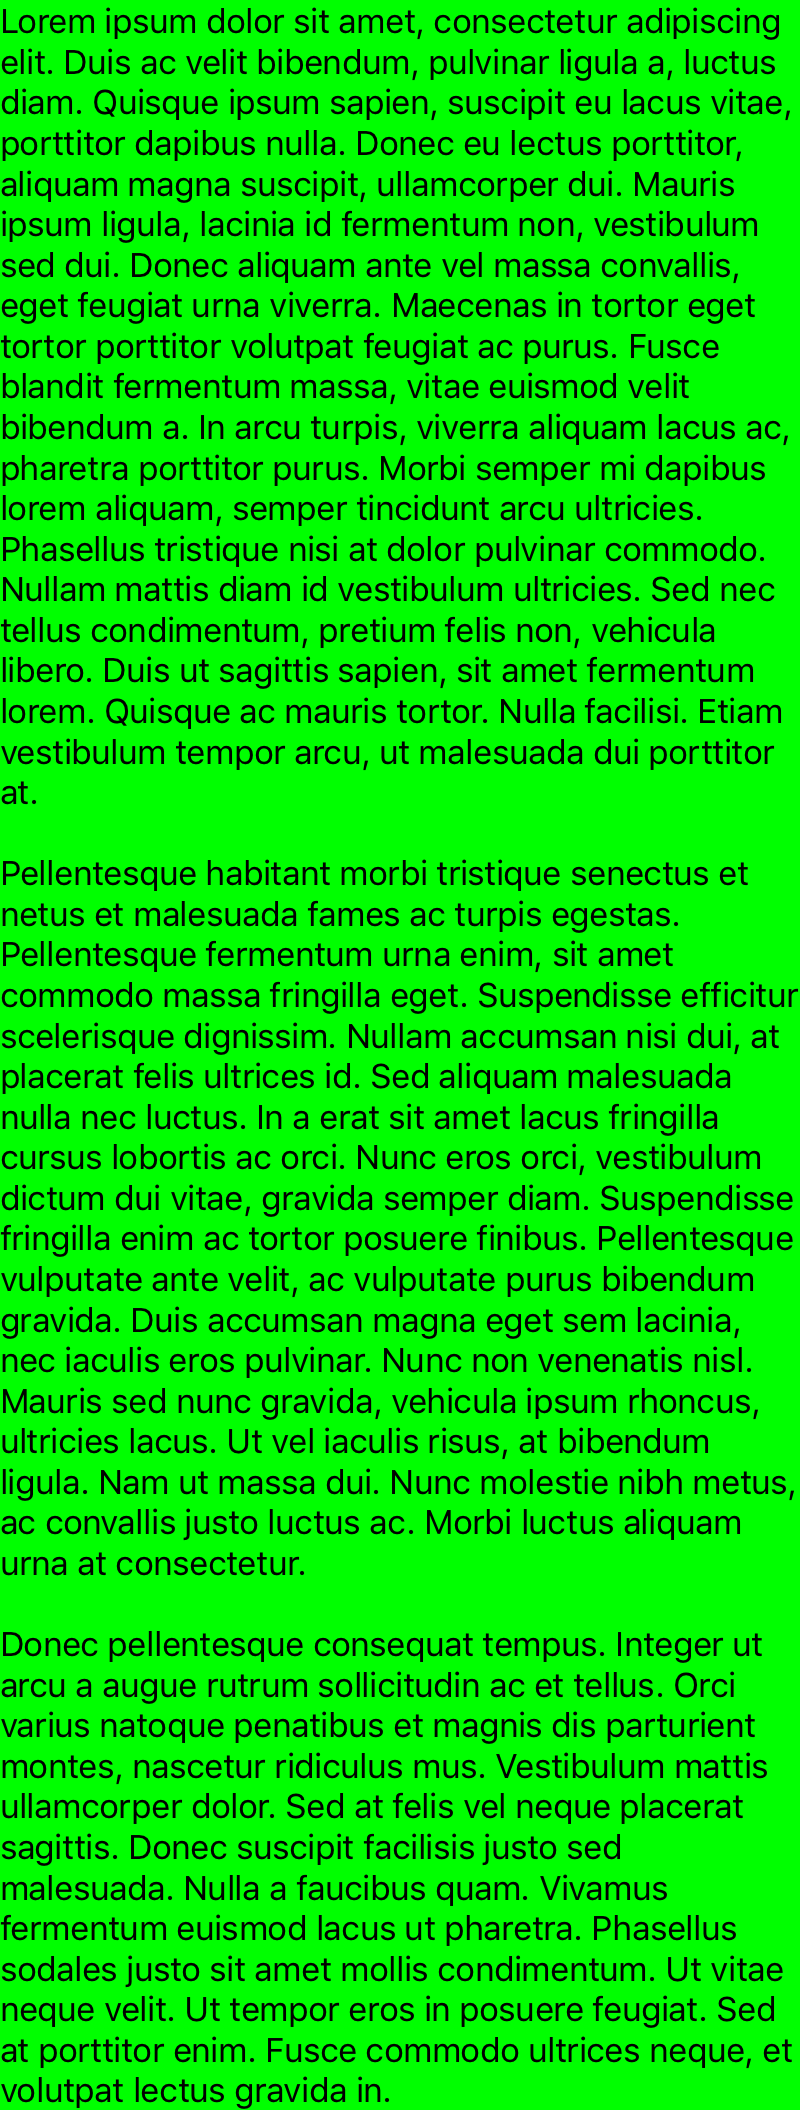 Lorem ipsum dolor sit amet, consectetur adipiscing
elit. Duis ac velit bibendum, pulvinar ligula a, luctus
diam. Quisque ipsum sapien, suscipit eu lacus vitae,
porttitor dapibus nulla. Donec eu lectus porttitor,
aliquam magna suscipit, ullamcorper dui. Mauris
ipsum ligula, lacinia id fermentum non, vestibulum
sed dui. Donec aliquam ante vel massa convallis,
eget feugiat urna viverra. Maecenas in tortor eget
tortor porttitor volutpat feugiat ac purus. Fusce
blandit fermentum massa, vitae euismod velit
bibendum a. In arcu turpis, viverra aliquam lacus ac,
pharetra porttitor purus. Morbi semper mi dapibus
lorem aliquam, semper tincidunt arcu ultricies.
Phasellus tristique nisi at dolor pulvinar commodo.
Nullam mattis diam id vestibulum ultricies. Sed nec
tellus condimentum, pretium felis non, vehicula
libero. Duis ut sagittis sapien, sit amet fermentum
lorem. Quisque ac mauris tortor. Nulla facilisi. Etiam
vestibulum tempor arcu, ut malesuada dui porttitor
at.

Pellentesque habitant morbi tristique senectus et
netus et malesuada fames ac turpis egestas.
Pellentesque fermentum urna enim, sit amet
commodo massa fringilla eget. Suspendisse efficitur
scelerisque dignissim. Nullam accumsan nisi dui, at
placerat felis ultrices id. Sed aliquam malesuada
nulla nec luctus. In a erat sit amet lacus fringilla
cursus lobortis ac orci. Nunc eros orci, vestibulum
dictum dui vitae, gravida semper diam. Suspendisse
fringilla enim ac tortor posuere finibus. Pellentesque
vulputate ante velit, ac vulputate purus bibendum
gravida. Duis accumsan magna eget sem lacinia,
nec iaculis eros pulvinar. Nunc non venenatis nisl.
Mauris sed nunc gravida, vehicula ipsum rhoncus,
ultricies lacus. Ut vel iaculis risus, at bibendum
ligula. Nam ut massa dui. Nunc molestie nibh metus,
ac convallis justo luctus ac. Morbi luctus aliquam
urna at consectetur.

Donec pellentesque consequat tempus. Integer ut
arcu a augue rutrum sollicitudin ac et tellus. Orci
varius natoque penatibus et magnis dis parturient
montes, nascetur ridiculus mus. Vestibulum mattis
ullamcorper dolor. Sed at felis vel neque placerat
sagittis. Donec suscipit facilisis justo sed
malesuada. Nulla a faucibus quam. Vivamus
fermentum euismod lacus ut pharetra. Phasellus
sodales justo sit amet mollis condimentum. Ut vitae
neque velit. Ut tempor eros in posuere feugiat. Sed
at porttitor enim. Fusce commodo ultrices neque, et
volutpat lectus gravida in.